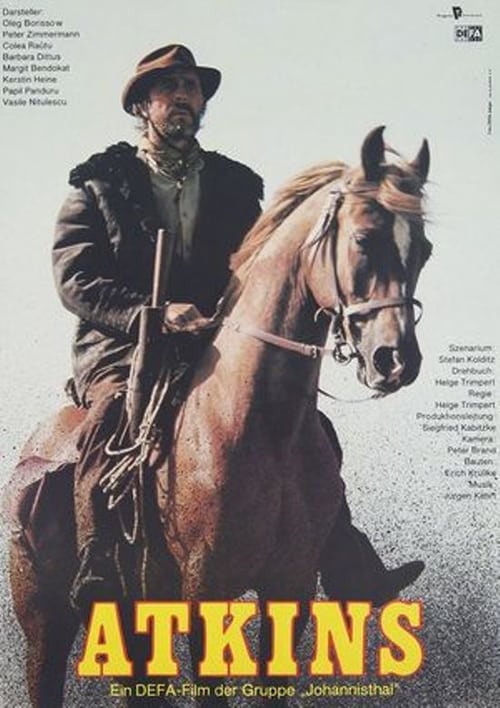 Darsteller:
Oleg Borissow
Peter Zimmermann
Colea Rautu
Barbara Dittus
Margit Bendokat
Kerstin Heine
Papil Panduru
Vasile Nitulescu
DEFA
Szenarium:
Stefan Kolditz
Drehbuch:
Helge Trimpert
Regie:
Helge Trimpert
Produktionsleitung:
Siegfried Kabitzke
Kamera:
Peter Brand
Bauten:
Erich Krüllke
Musik:
ATKINS
Ein DEFA-Film der Gruppe „Johannisthal"